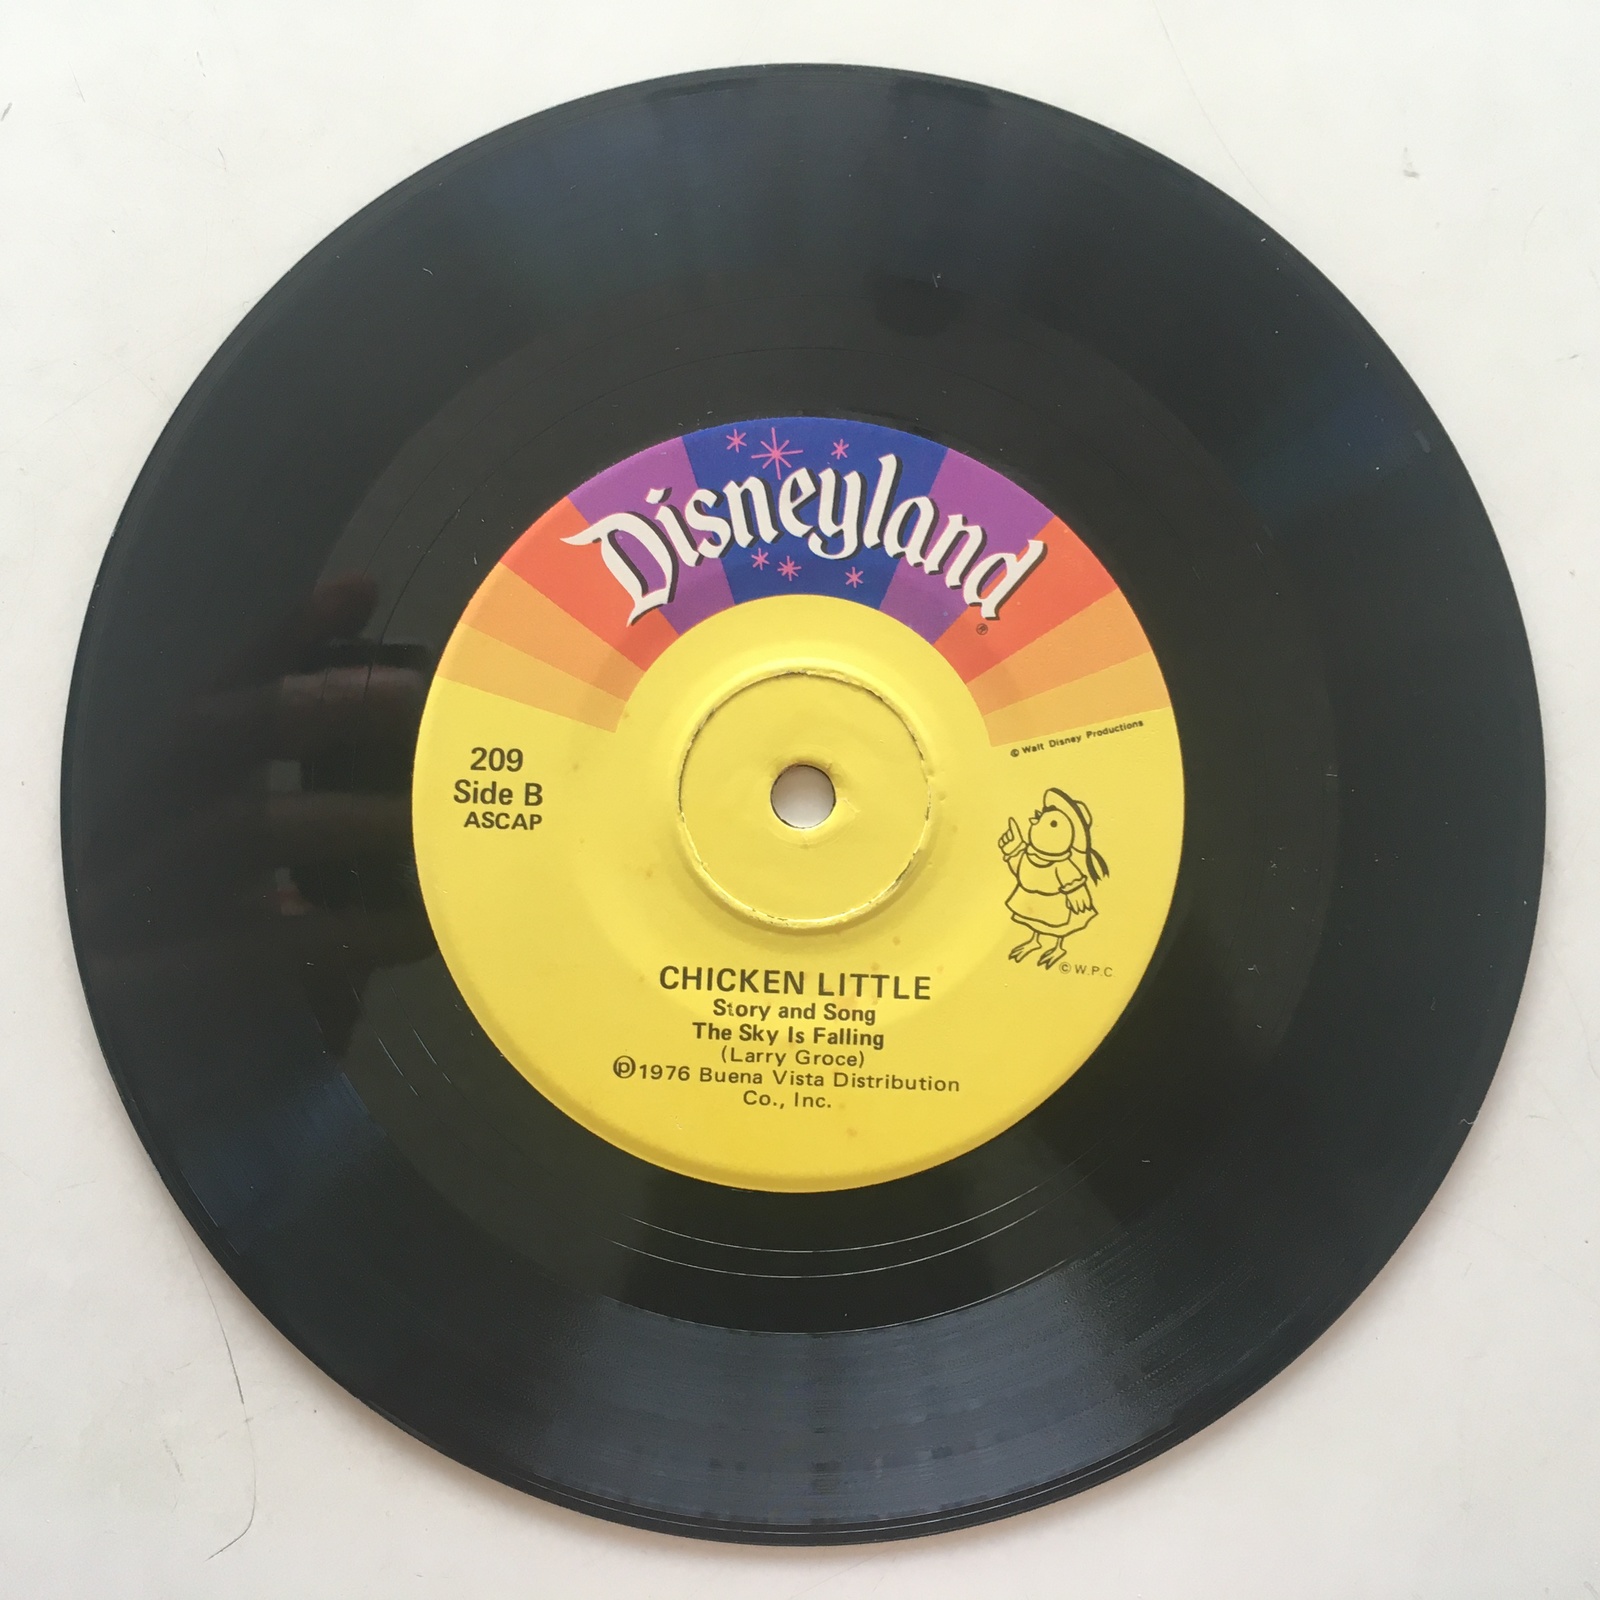 Disneyland®
© Walt Disney Productions
209
Side B
ASCAP
© W.P.C
CHICKEN LITTLE
Story and Song
The Sky Is Falling
(Larry Groce)
℗1976 Buena Vista Distribution
Co., Inc.